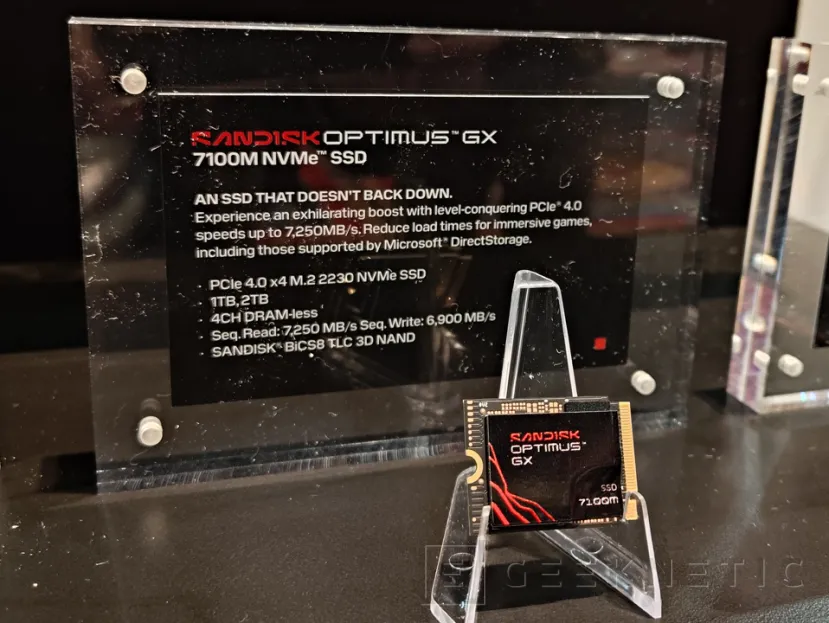 SANDISK OPTIMUS™ GX
7100M NVMe™ SSD
AN SSD THAT DOESN'T BACK DOWN.
Experience an exhilarating boost with level-conquering PCIe® 4.0
speeds up to 7,250MB/s. Reduce load times for immersive games,
including those supported by Microsoft® DirectStorage.
· PCIe 4.0 x4 M.2 2230 NVMe SSD
· 1TB, 2TB
· 4CH DRAM-less
· Seq. Read: 7,250 MB/s Seq. Write: 6,900 MB/s
· SANDISK® BiCS8 TLC 3D NAND
SANDISK
OPTIMUS™
GX
SSD
7100M
GEEKNETIC